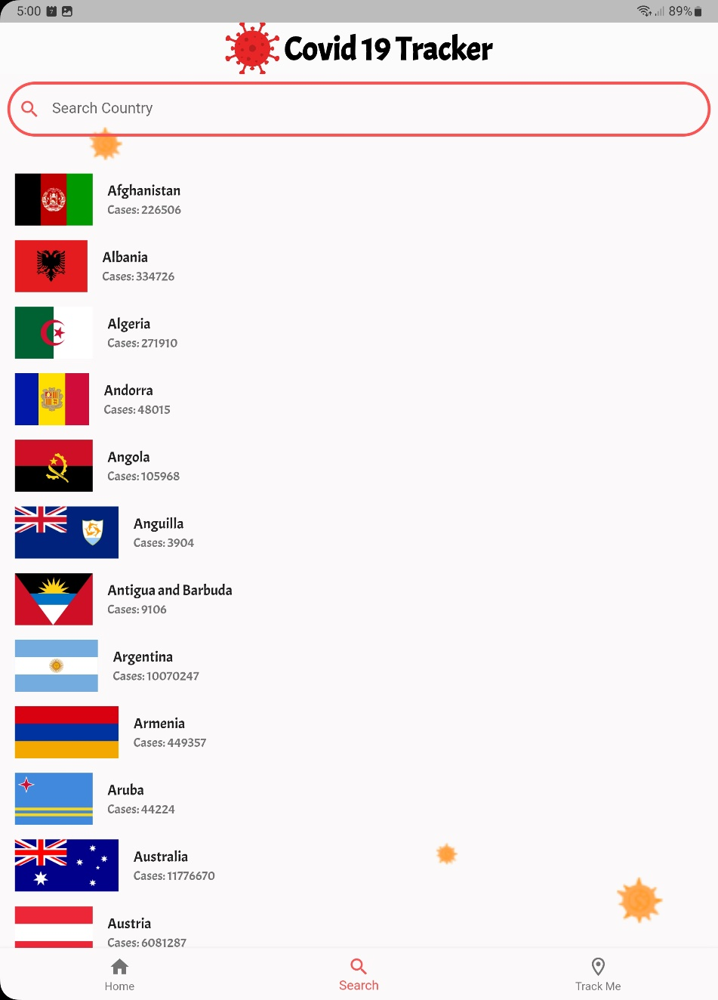 5:00
7
89%
Covid 19 Tracker
Search Country
Afghanistan
Cases: 226506
Albania
Cases: 334726
Algeria
Cases: 271910
Andorra
Cases: 48015
Angola
Cases: 105968
Anguilla
Cases: 3904
Antigua and Barbuda
Cases: 9106
Argentina
Cases: 10070247
Armenia
Cases: 449357
Aruba
Cases: 44224
Australia
Cases: 11776670
Austria
Cases: 6081287
Home
Search
Track Me